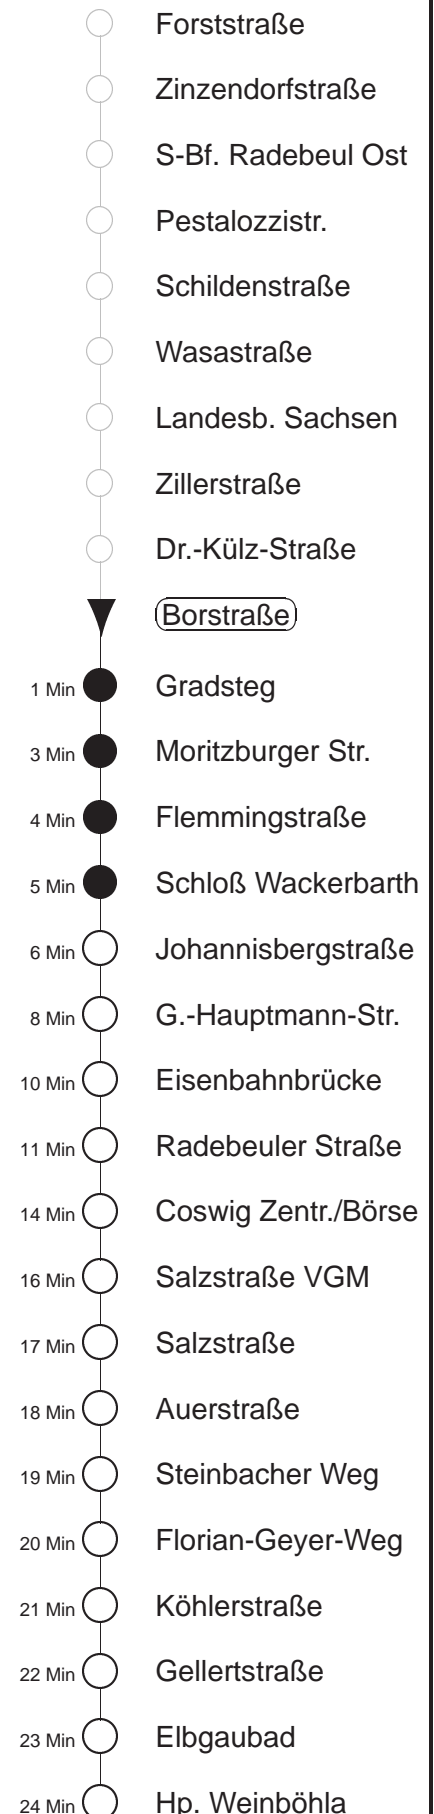 Forststraße
Zinzendorfstraße
S-Bf. Radebeul Ost
Pestalozzistr.
Schildenstraße
Wasastraße
Landesb. Sachsen
Zillerstraße
Dr.-Külz-Straße
Borstraße
1 Min Gradsteg
3 Min Moritzburger Str.
4 Min Flemmingstraße
5 Min Schloß Wackerbarth
6 Min Johannisbergstraße
8 Min G.-Hauptmann-Str.
10 Min Eisenbahnbrücke
11 Min Radebeuler Straße
14 Min Coswig Zentr./Börse
16 Min Salzstraße VGM
17 Min Salzstraße
18 Min Auerstraße
19 Min Steinbacher Weg
20 Min Florian-Geyer-Weg
21 Min Köhlerstraße
22 Min Gellertstraße
23 Min Elbgaubad
24 Min Hp. Weinböhla